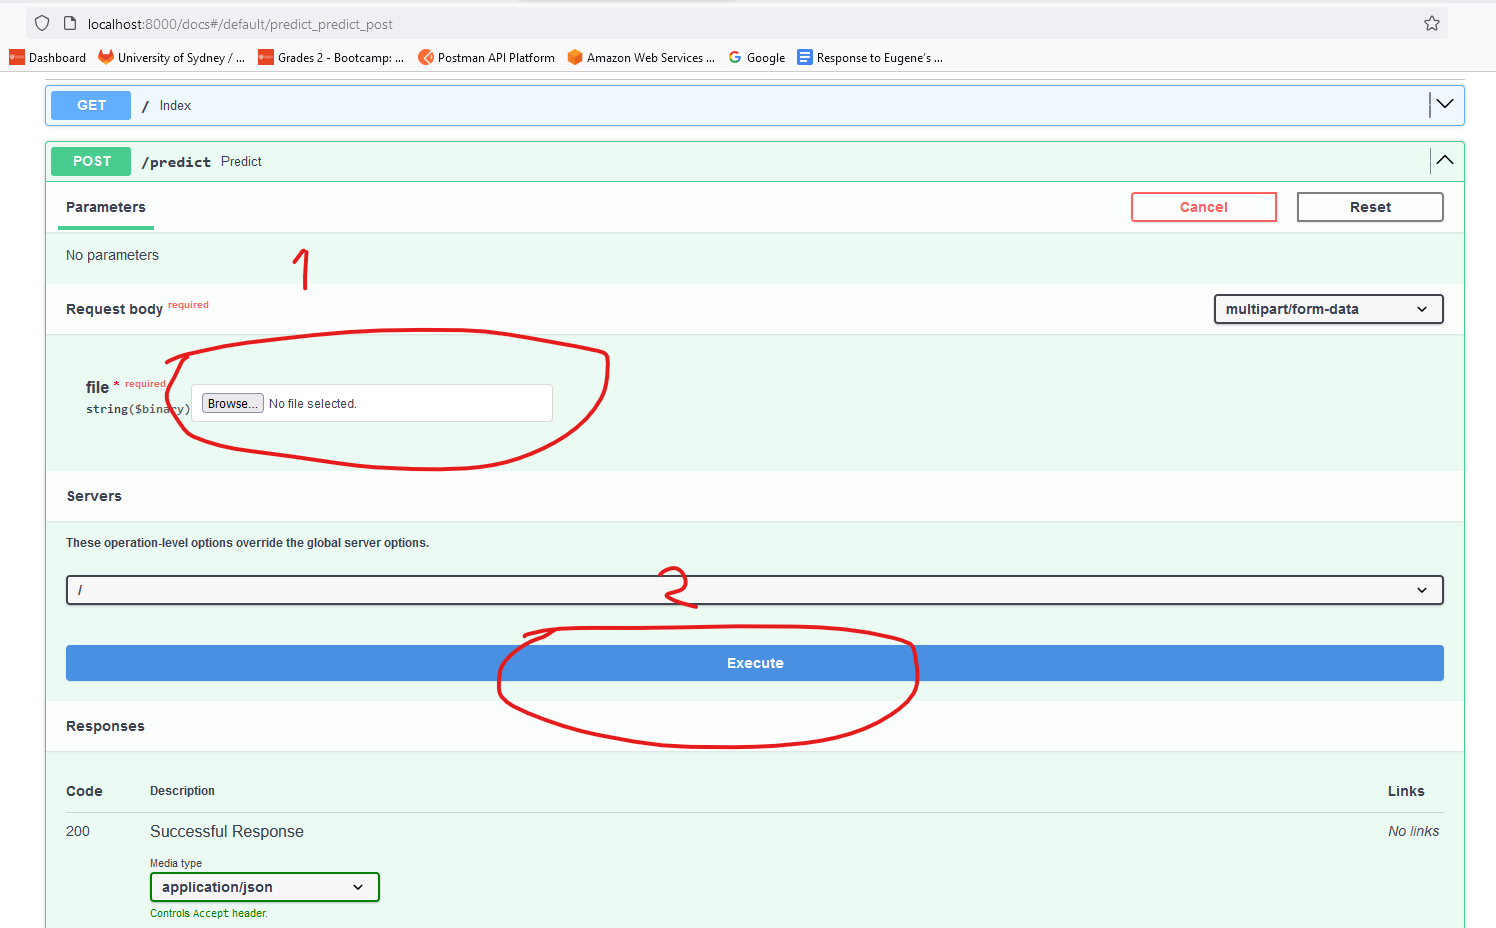 localhost:8000/docs#/default/predict_predict_post
Dashboard University of Sydney / ... Grades 2 - Bootcamp: ... Postman API Platform Amazon Web Services ... Google Response to Eugene's ...
GET / Index
POST /predict Predict
Parameters Cancel Reset
No parameters
1
Request body required multipart/form-data
file * required
string($binary) Browse... No file selected.
Servers
These operation-level options override the global server options.
/
2
Execute
Responses
Code Description Links
200 Successful Response No links
Media type
application/json
Controls Accept header.